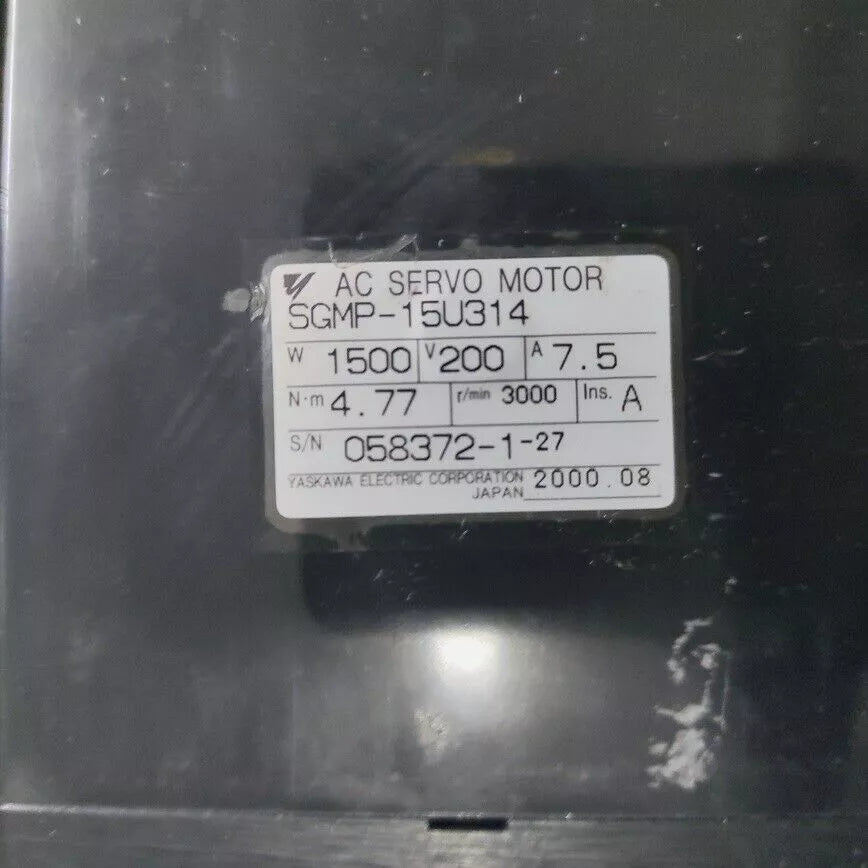 AC SERVO MOTOR
SGMP-15U314
W 1500 V 200 A 7.5
N·m 4.77 r/min 3000 Ins. A
S/N 058372-1-27
YASKAWA ELECTRIC CORPORATION 2000.08
JAPAN